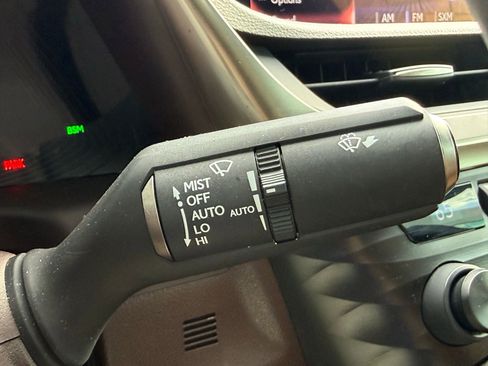 Options
AM FM SXM
BSM
MIST
OFF
AUTO
LO
HI
AUTO